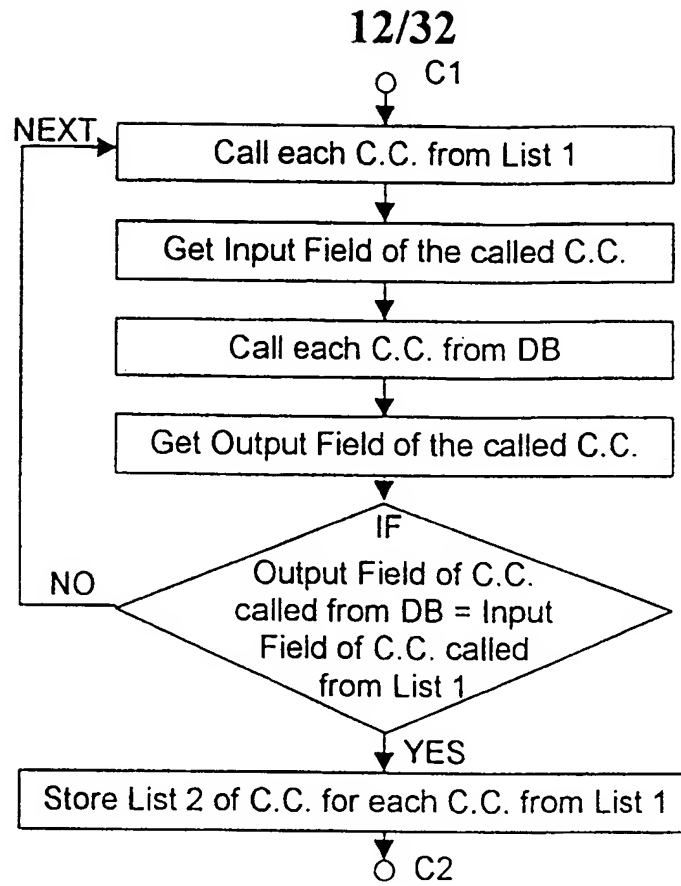 12/32
C1
NEXT
Call each C.C. from List 1
Get Input Field of the called C.C.
Call each C.C. from DB
Get Output Field of the called C.C.
IF
NO
Output Field of C.C.
called from DB = Input
Field of C.C. called
from List 1
YES
Store List 2 of C.C. for each C.C. from List 1
C2